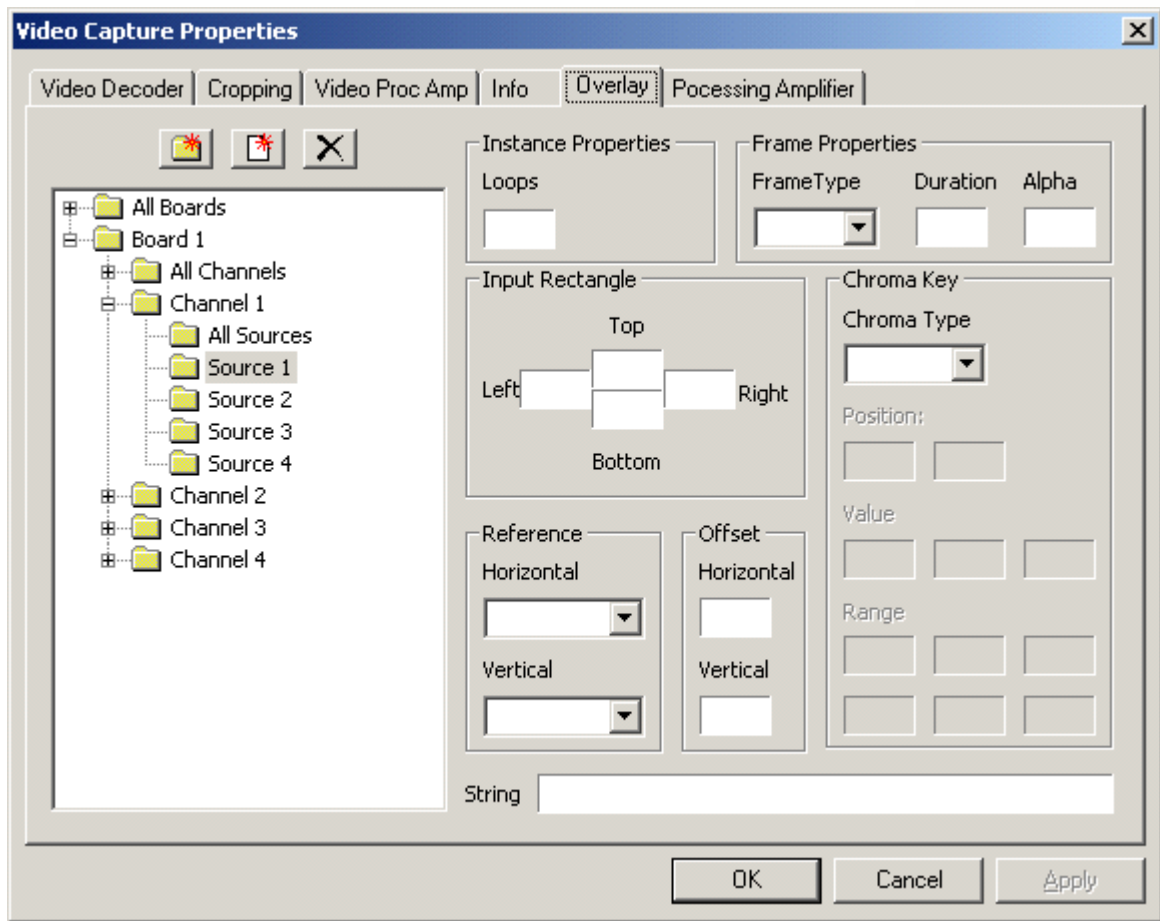 Video Capture Properties
Video Decoder Cropping Video Proc Amp Info Overlay Pocessing Amplifier
All Boards
Board 1
All Channels
Channel 1
All Sources
Source 1
Source 2
Source 3
Source 4
Channel 2
Channel 3
Channel 4
Instance Properties
Loops
Frame Properties
FrameType Duration Alpha
Input Rectangle
Top
Left Right
Bottom
Chroma Key
Chroma Type
Position:
Value
Range
Reference
Horizontal
Vertical
Offset
Horizontal
Vertical
String
OK Cancel Apply